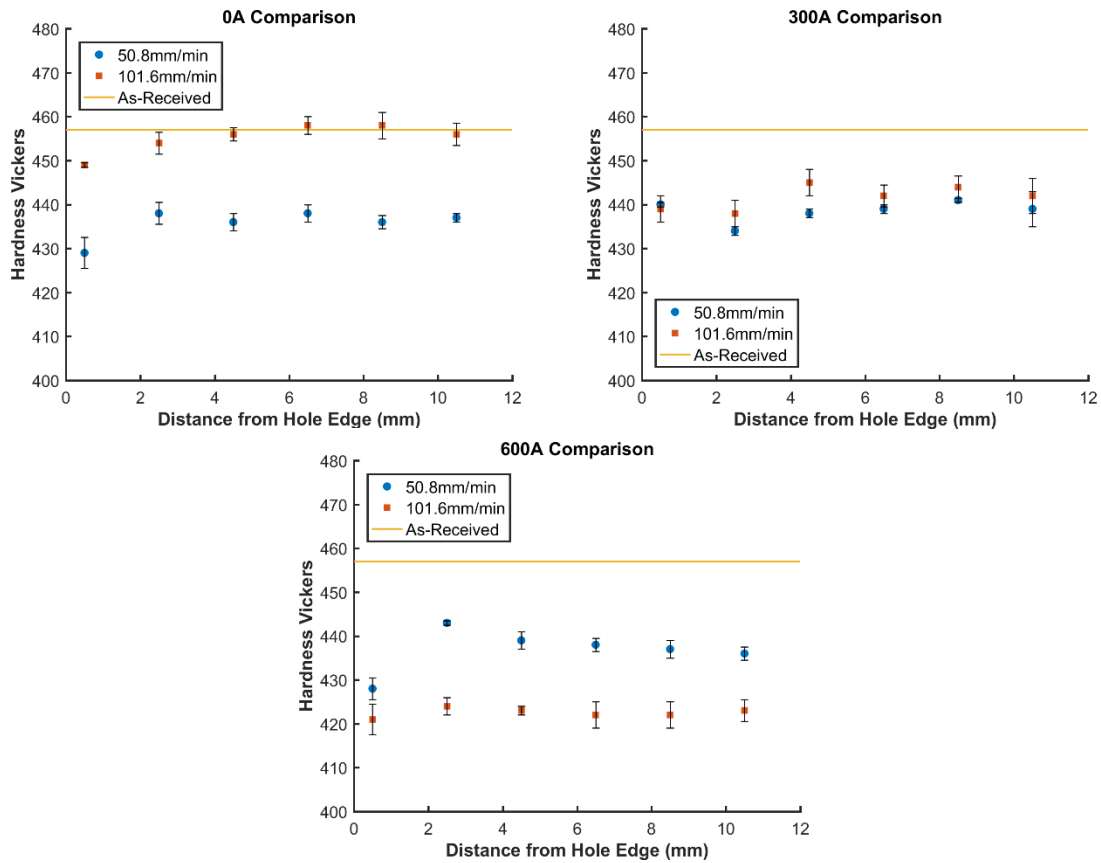 0A Comparison
480
470
460
450
440
430
420
410
400
Hardness Vickers
50.8mm/min
101.6mm/min
As-Received
0 2 4 6 8 10 12
Distance from Hole Edge (mm)
300A Comparison
480
470
460
450
440
430
420
410
400
Hardness Vickers
50.8mm/min
101.6mm/min
As-Received
0 2 4 6 8 10 12
Distance from Hole Edge (mm)
600A Comparison
480
470
460
450
440
430
420
410
400
Hardness Vickers
50.8mm/min
101.6mm/min
As-Received
0 2 4 6 8 10 12
Distance from Hole Edge (mm)